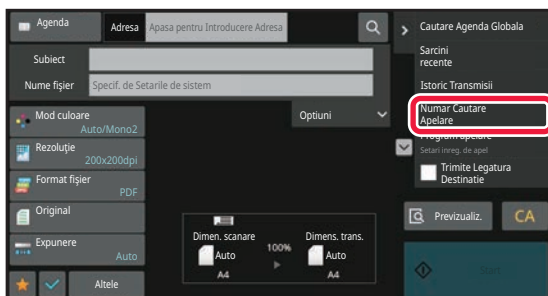 Agenda
Adresa
Apasa pentru Introducere Adresa
Subiect
Nume fişier
Specif. de Setarile de sistem
Mod culoare
Auto/Mono2
Rezoluţie
200x200dpi
Format fişier
PDF
Original
Expunere
Auto
Altele
Optiuni
Dimen. scanare
Auto
A4
100%
Dimens. trans.
Auto
A4
Cautare Agenda Globala
Sarcini
recente
Istoric Transmisii
Numar Cautare
Apelare
Program apelare
Setari inreg. de apel
Trimite Legatura
Destinatie
Previzualiz.
CA
Start